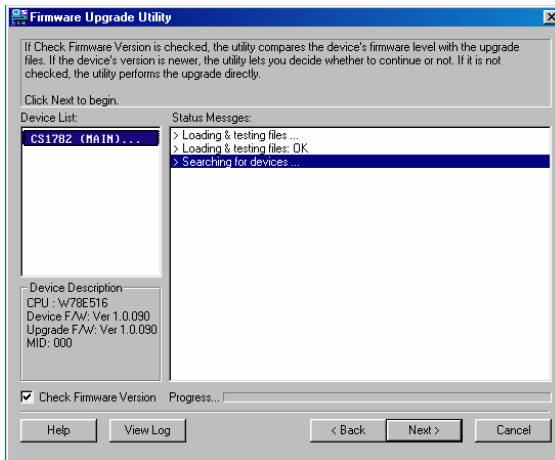 Firmware Upgrade Utility
If Check Firmware Version is checked, the utility compares the device's firmware level with the upgrade
files. If the device's version is newer, the utility lets you decide whether to continue or not. If it is not
checked, the utility performs the upgrade directly.
Click Next to begin.
Device List:
Status Messges:
CS1782 (MAIN)...
> Loading & testing files ...
> Loading & testing files: OK
> Searching for devices ...
Device Description
CPU : W78E516
Device F/W: Ver 1.0.090
Upgrade F/W: Ver 1.0.090
MID: 000
Check Firmware Version
Progress...
Help
View Log
< Back
Next >
Cancel